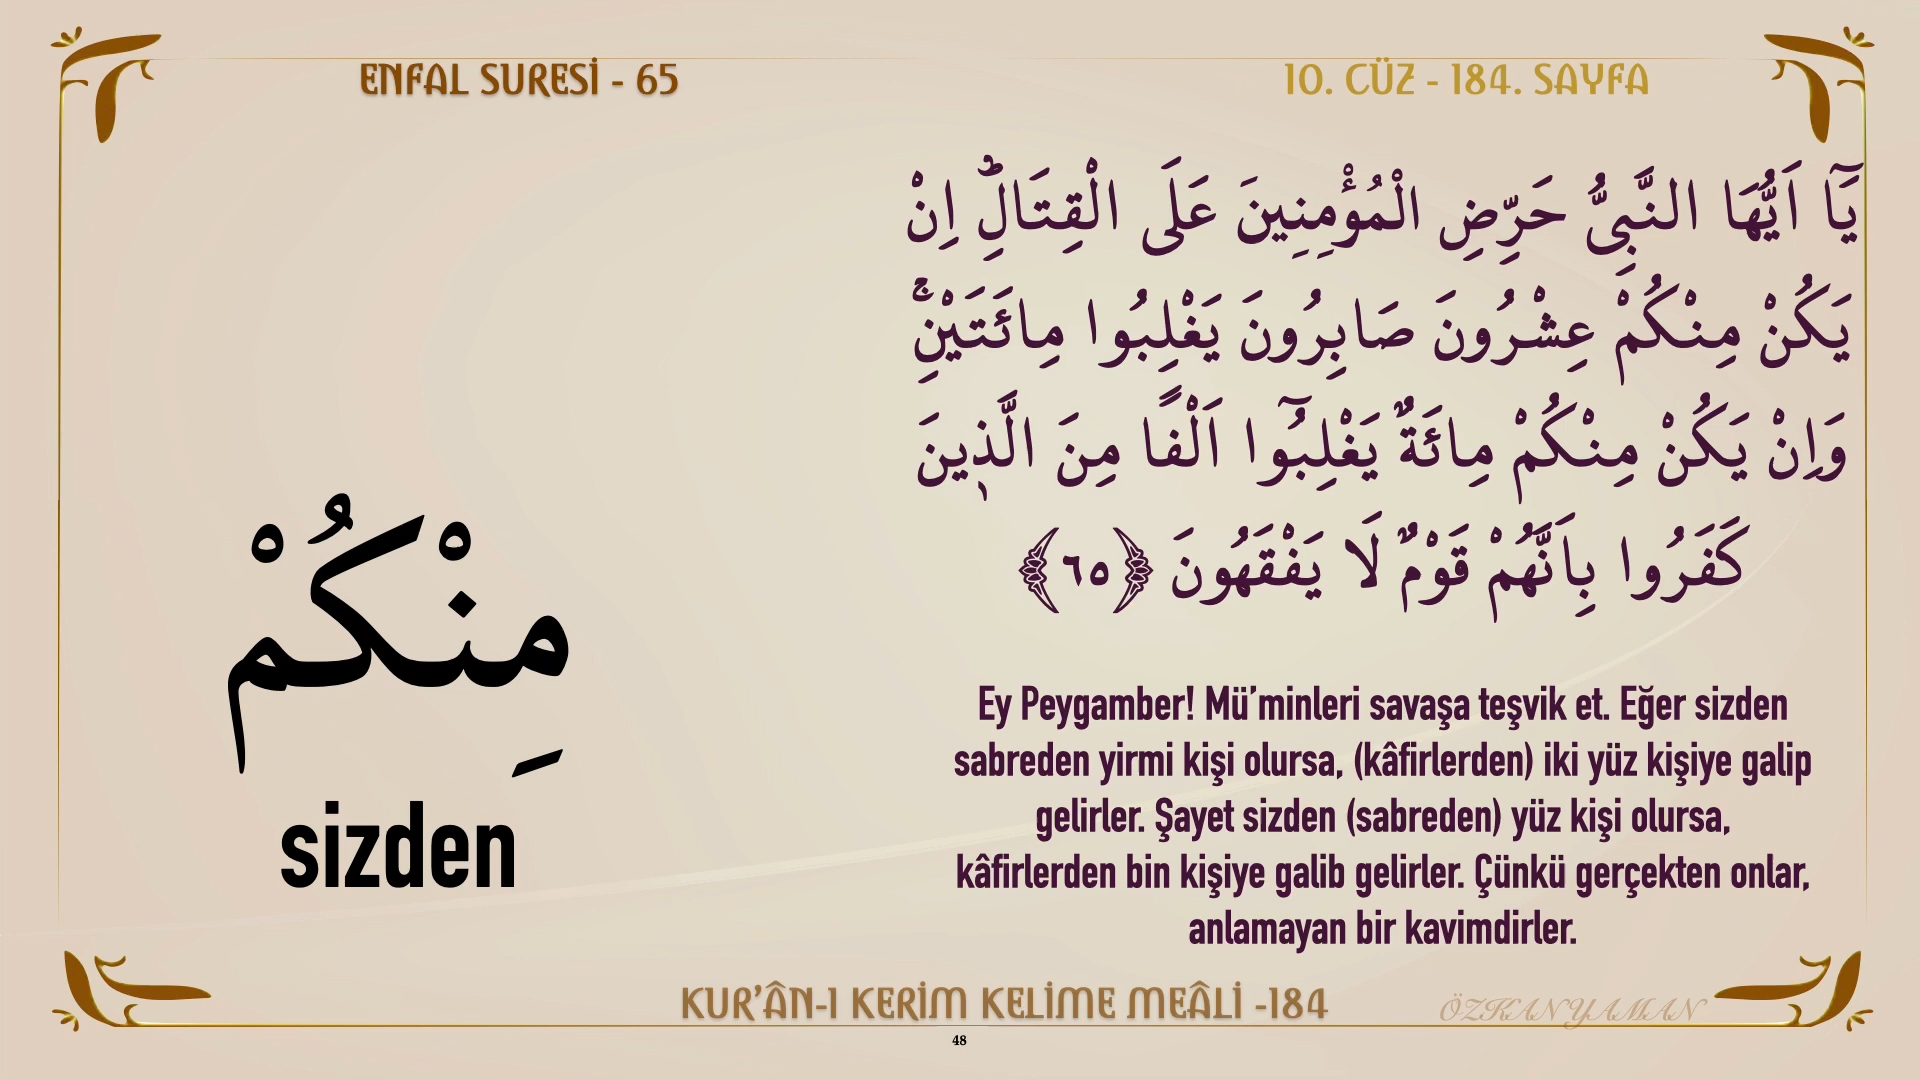 ENFAL SURESİ - 65
10. CÜZ - 184. SAYFA
يَٓا اَيُّهَا النَّبِيُّ حَرِّضِ الْمُؤْمِنِينَ عَلَى الْقِتَالِؕ اِنْ
يَكُنْ مِنْكُمْ عِشْرُونَ صَابِرُونَ يَغْلِبُوا مِائَتَيْنِۚ
وَاِنْ يَكُنْ مِنْكُمْ مِائَةٌ يَغْلِبُٓوا اَلْفًا مِنَ الَّذ۪ينَ
كَفَرُوا بِاَنَّهُمْ قَوْمٌ لَا يَفْقَهُونَ ﴿٦٥﴾
مِنْكُمْ
sizden
Ey Peygamber! Mü’minleri savaşa teşvik et. Eğer sizden
sabreden yirmi kişi olursa, (kâfirlerden) iki yüz kişiye galip
gelirler. Şayet sizden (sabreden) yüz kişi olursa,
kâfirlerden bin kişiye galib gelirler. Çünkü gerçekten onlar,
anlamayan bir kavimdirler.
KUR’ÂN-I KERİM KELİME MEÂLİ -184
ÖZKAN YAMAN
48